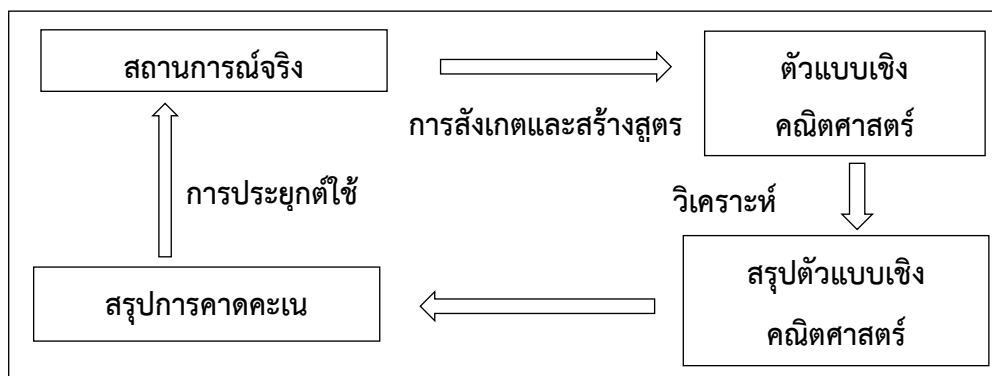 สถานการณ์จริง
การสังเกตและสร้างสูตร
ตัวแบบเชิง
คณิตศาสตร์
วิเคราะห์
สรุปตัวแบบเชิง
คณิตศาสตร์
สรุปการคาดคะเน
การประยุกต์ใช้